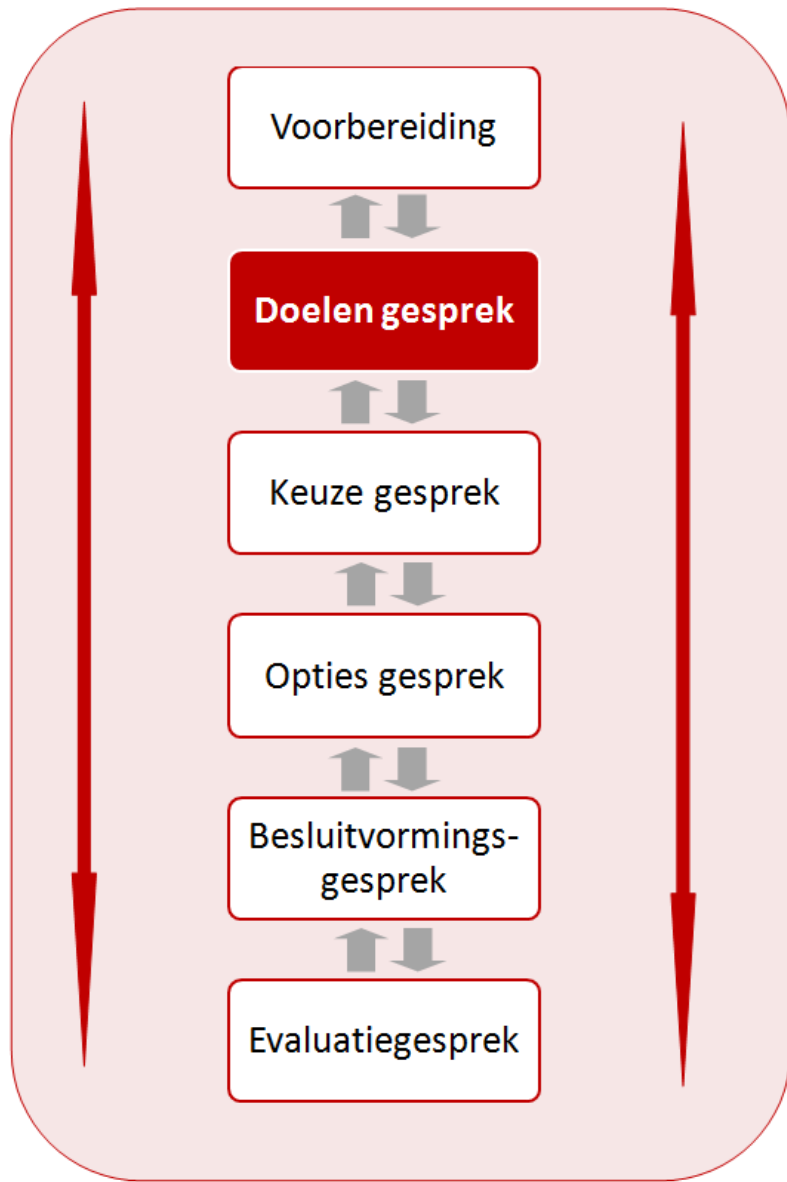 Voorbereiding
Doelen gesprek
Keuze gesprek
Opties gesprek
Besluitvormings-
gesprek
Evaluatiegesprek